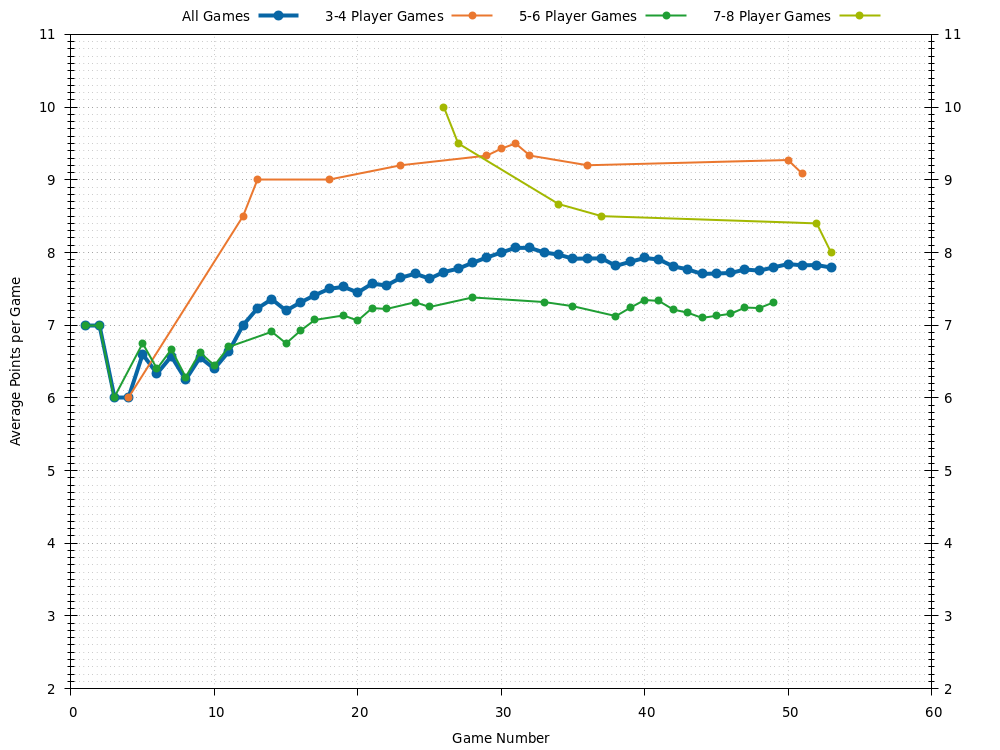 All Games 3-4 Player Games 5-6 Player Games 7-8 Player Games
11 11
10 10
9 9
8 8
7 7
6 6
5 5
4 4
3 3
2 2
Average Points per Game
0 10 20 30 40 50 60
Game Number